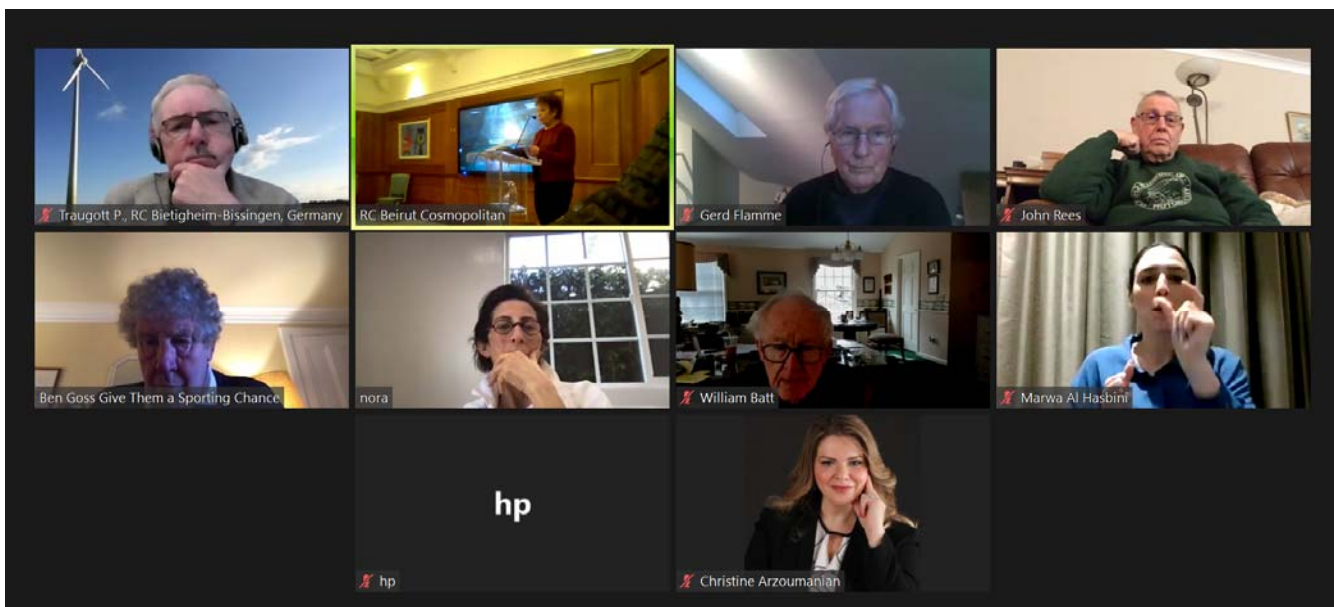 Traugott P., RC Bietigheim-Bissingen, Germany
RC Beirut Cosmopolitan
Gerd Flamme
John Rees
Ben Goss Give Them a Sporting Chance
nora
William Batt
Marwa Al Hasbini
hp
hp
Christine Arzoumanian